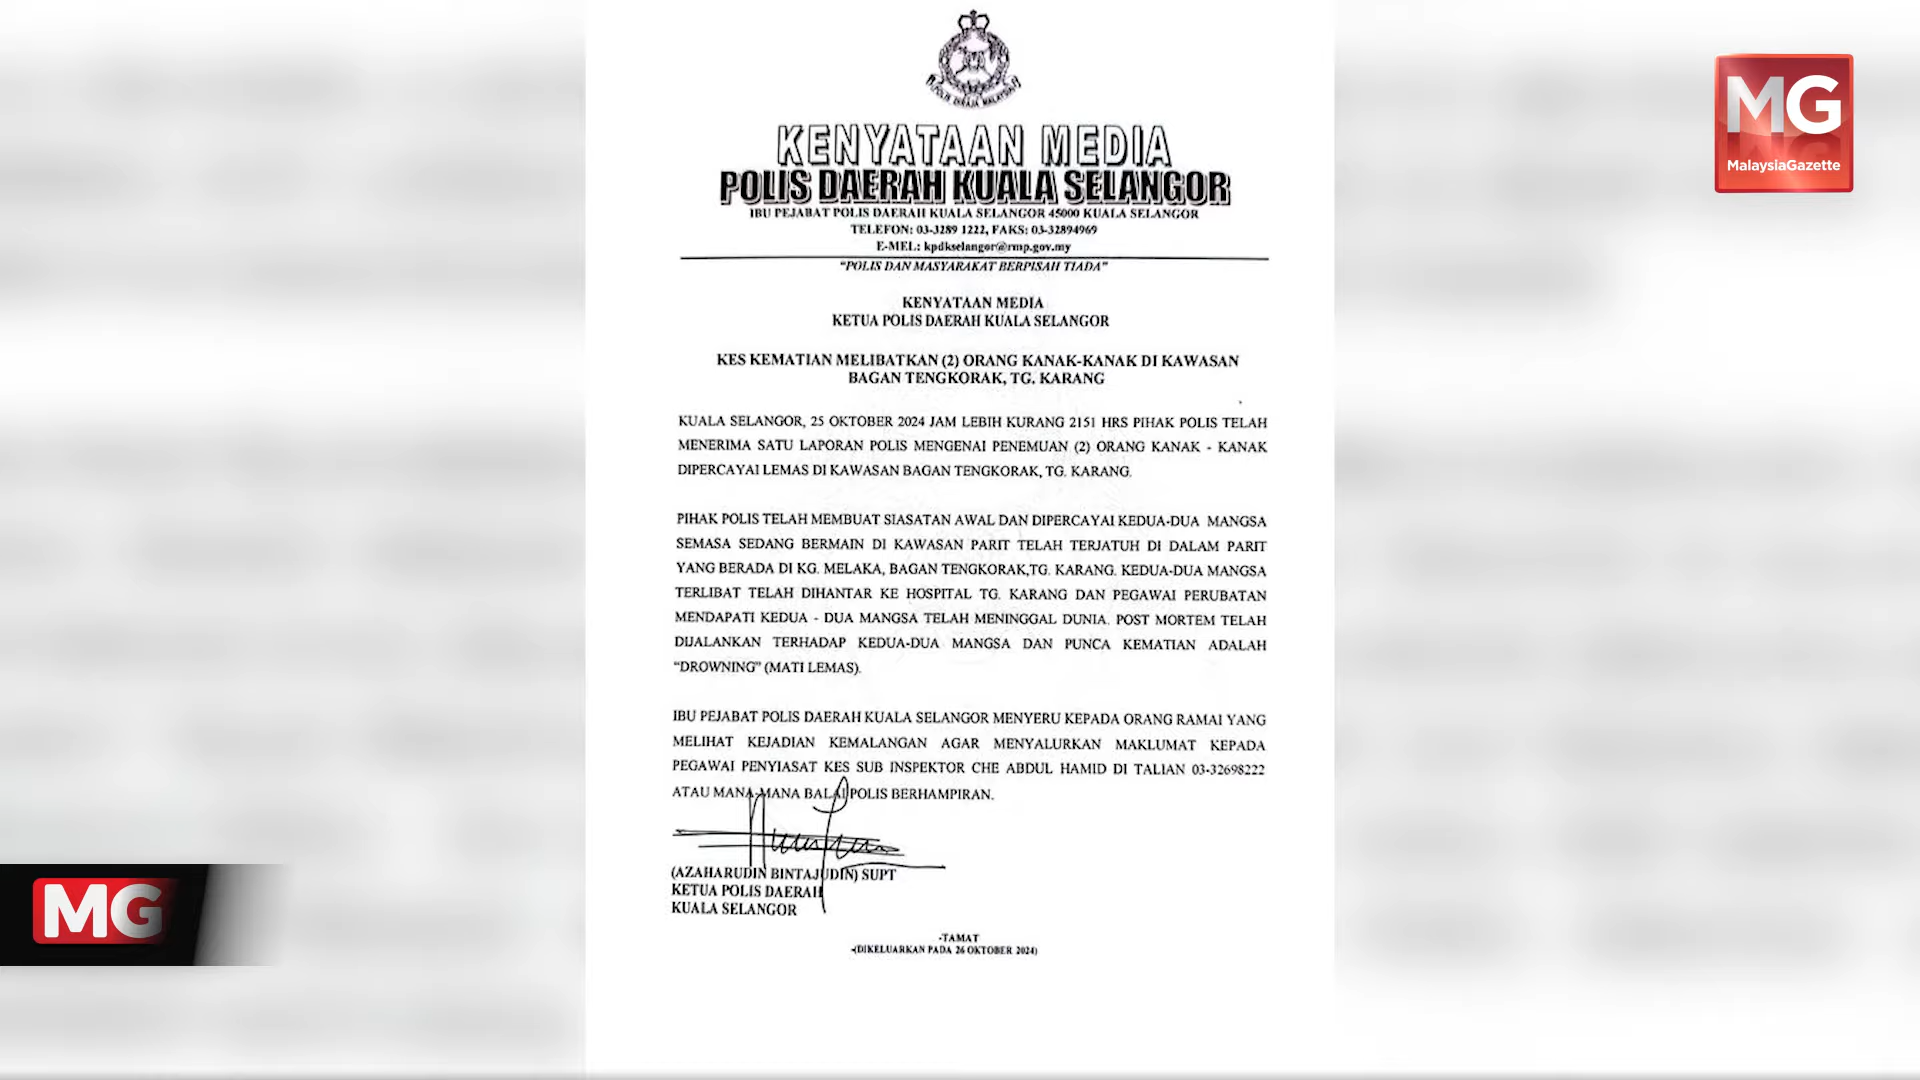 POLIS DIRAJA MALAYSIA
KENYATAAN MEDIA
POLIS DAERAH KUALA SELANGOR
IBU PEJABAT POLIS DAERAH KUALA SELANGOR 45000 KUALA SELANGOR
TELEFON: 03-3289 1222, FAKS: 03-32894969
E-MEL: kpdkselangor@rmp.gov.my
"POLIS DAN MASYARAKAT BERPISAH TIADA"
KENYATAAN MEDIA
KETUA POLIS DAERAH KUALA SELANGOR
KES KEMATIAN MELIBATKAN (2) ORANG KANAK-KANAK DI KAWASAN
BAGAN TENGKORAK, TG. KARANG
KUALA SELANGOR, 25 OKTOBER 2024 JAM LEBIH KURANG 2151 HRS PIHAK POLIS TELAH
MENERIMA SATU LAPORAN POLIS MENGENAI PENEMUAN (2) ORANG KANAK - KANAK
DIPERCAYAI LEMAS DI KAWASAN BAGAN TENGKORAK, TG. KARANG.
PIHAK POLIS TELAH MEMBUAT SIASATAN AWAL DAN DIPERCAYAI KEDUA-DUA MANGSA
SEMASA SEDANG BERMAIN DI KAWASAN PARIT TELAH TERJATUH DI DALAM PARIT
YANG BERADA DI KG. MELAKA, BAGAN TENGKORAK,TG. KARANG. KEDUA-DUA MANGSA
TERLIBAT TELAH DIHANTAR KE HOSPITAL TG. KARANG DAN PEGAWAI PERUBATAN
MENDAPATI KEDUA - DUA MANGSA TELAH MENINGGAL DUNIA. POST MORTEM TELAH
DIJALANKAN TERHADAP KEDUA-DUA MANGSA DAN PUNCA KEMATIAN ADALAH
"DROWNING" (MATI LEMAS).
IBU PEJABAT POLIS DAERAH KUALA SELANGOR MENYERU KEPADA ORANG RAMAI YANG
MELIHAT KEJADIAN KEMALANGAN AGAR MENYALURKAN MAKLUMAT KEPADA
PEGAWAI PENYIASAT KES SUB INSPEKTOR CHE ABDUL HAMID DI TALIAN 03-32698222
ATAU MANA-MANA BALAI POLIS BERHAMPIRAN.
(AZAHARUDIN BINTAJUDIN) SUPT
KETUA POLIS DAERAH
KUALA SELANGOR
-TAMAT
-(DIKELUARKAN PADA 26 OKTOBER 2024)
MG
MalaysiaGazette
MG